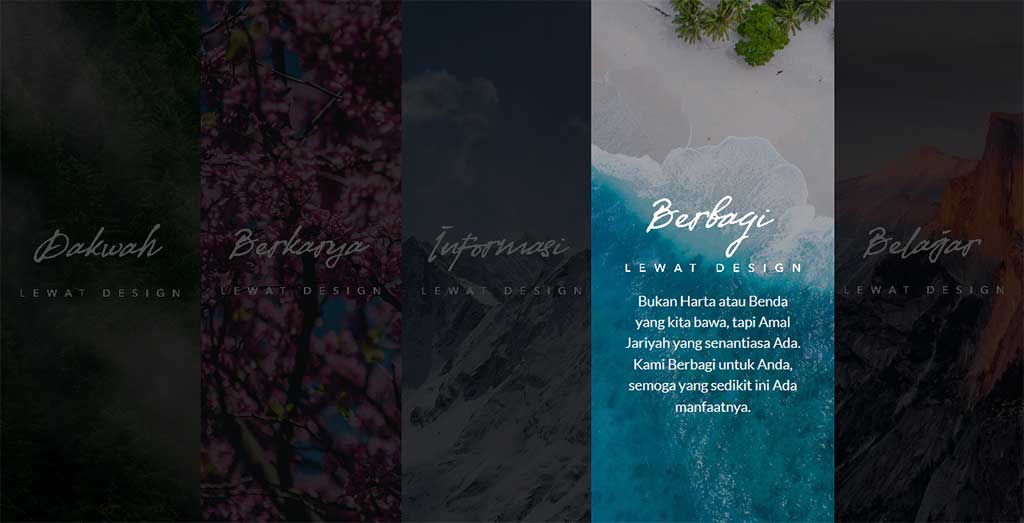 Dakwah
LEWAT DESIGN
Berkarya
LEWAT DESIGN
Informasi
LEWAT DESIGN
Berbagi
LEWAT DESIGN
Bukan Harta atau Benda
yang kita bawa, tapi Amal
Jariyah yang senantiasa Ada.
Kami Berbagi untuk Anda,
semoga yang sedikit ini Ada
manfaatnya.
Belajar
LEWAT DESIGN